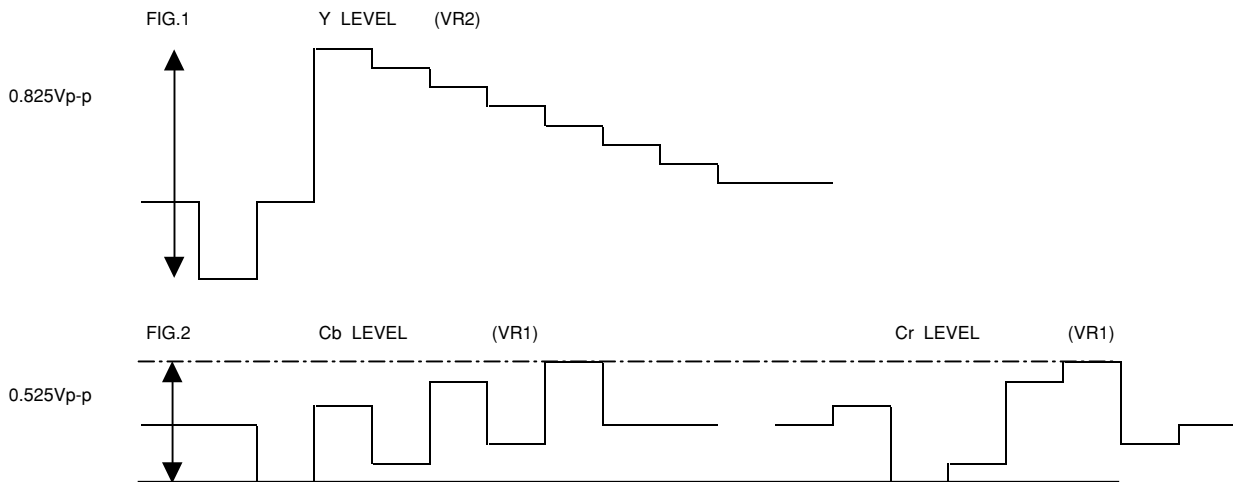 FIG.1 Y LEVEL (VR2)
0.825Vp-p
FIG.2 Cb LEVEL (VR1) Cr LEVEL (VR1)
0.525Vp-p